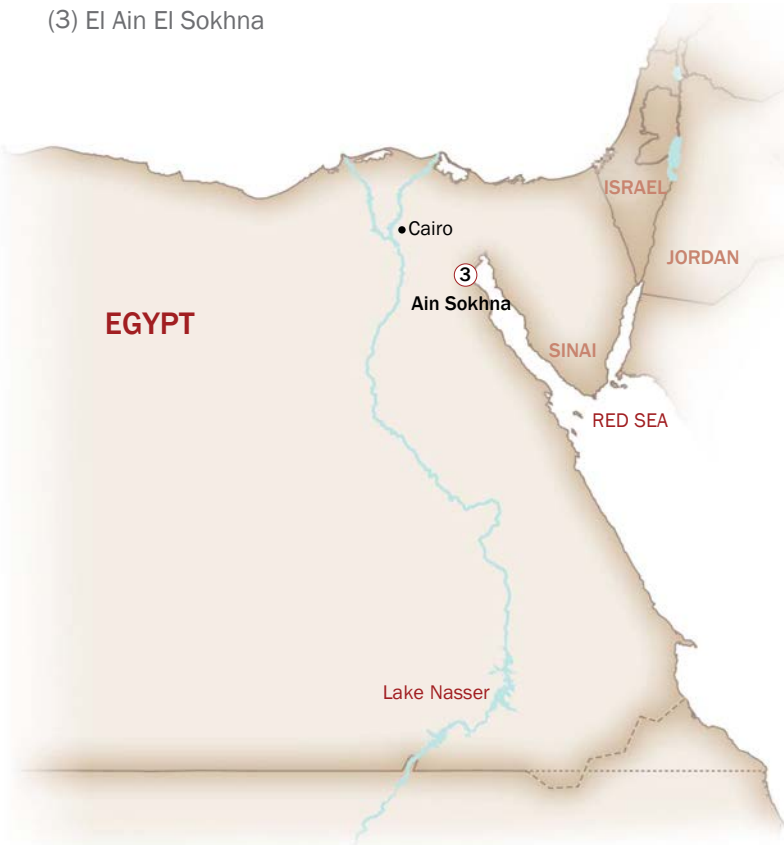 (3) El Ain El Sokhna
ISRAEL
Cairo
JORDAN
3
Ain Sokhna
EGYPT
SINAI
RED SEA
Lake Nasser